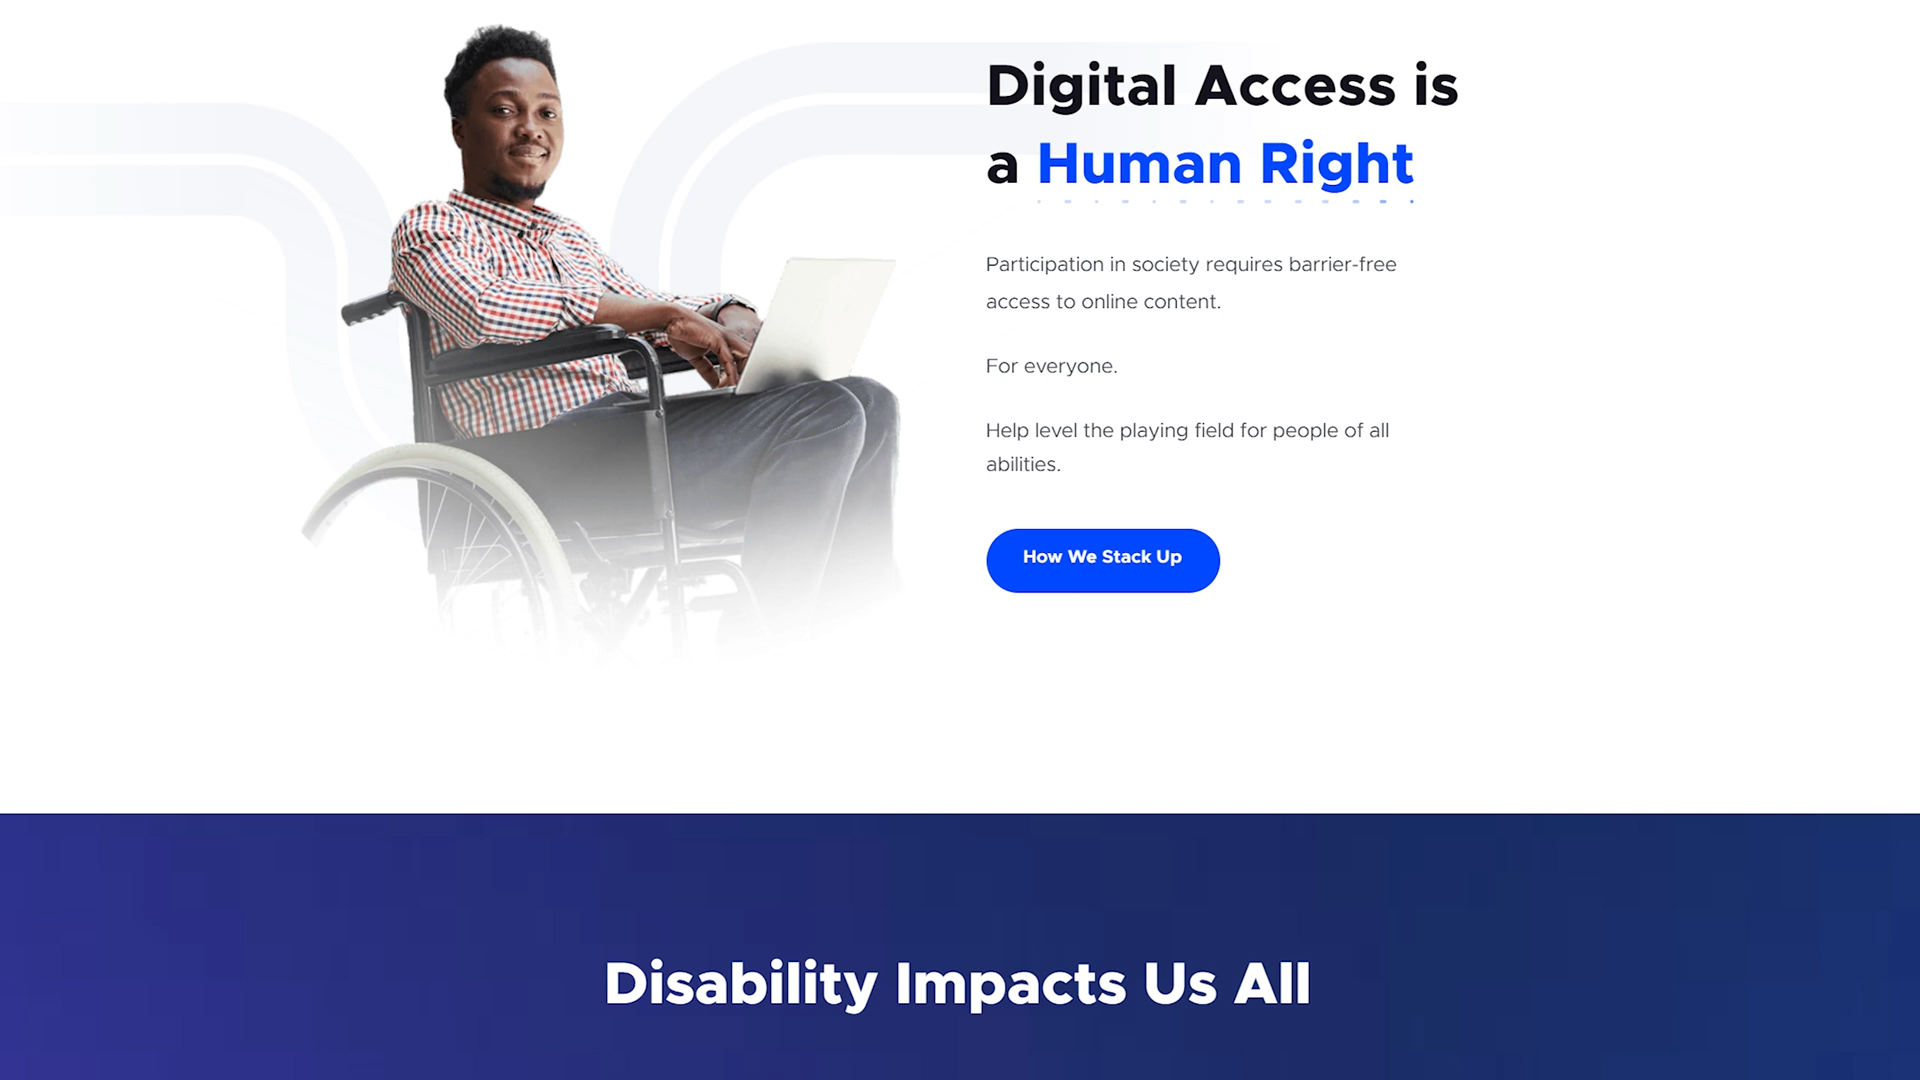 Digital Access is
a Human Right
Participation in society requires barrier-free
access to online content.
For everyone.
Help level the playing field for people of all
abilities.
How We Stack Up
Disability Impacts Us All